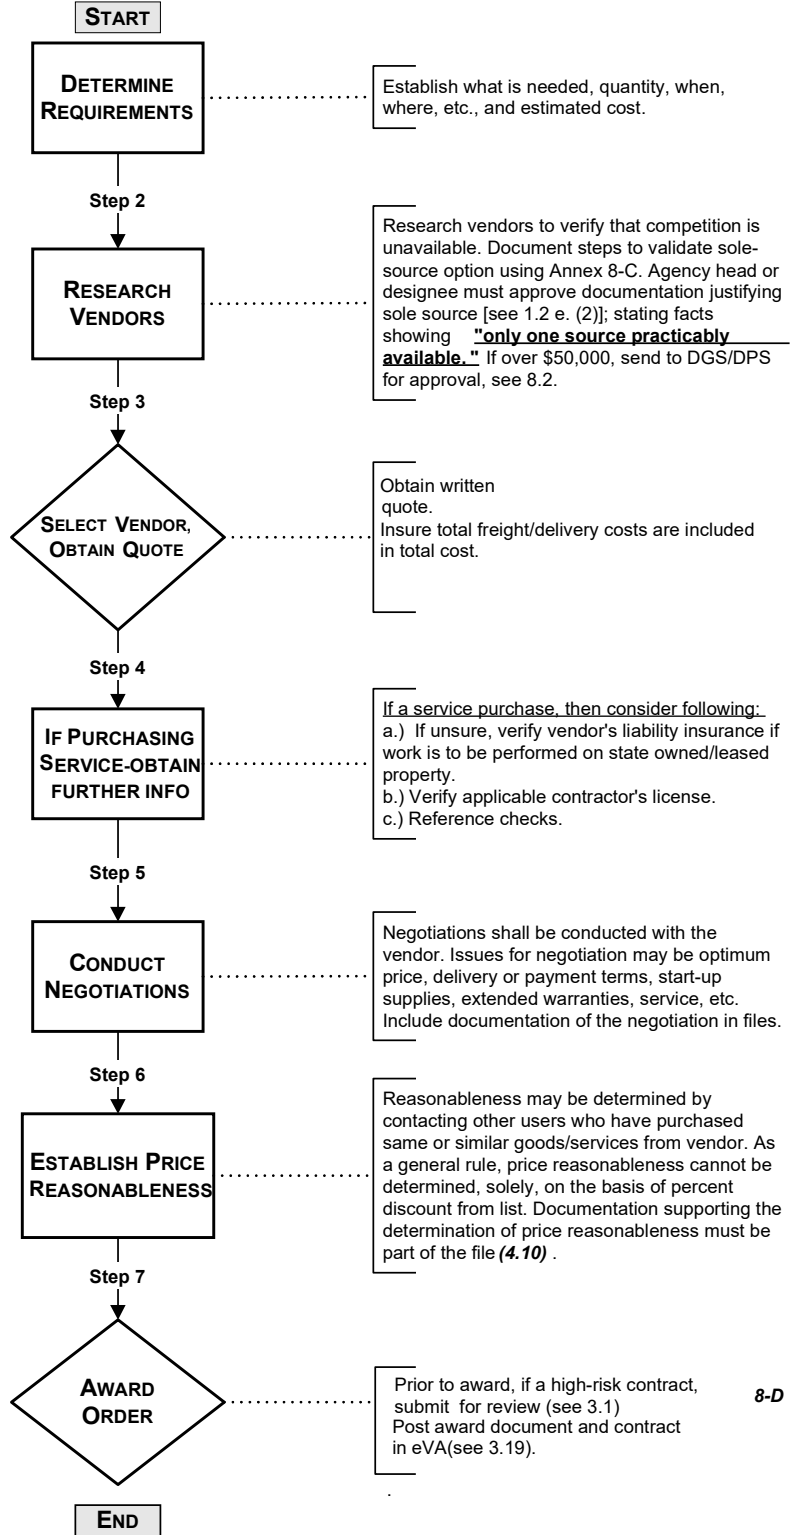 START
DETERMINE
REQUIREMENTS
Establish what is needed, quantity, when,
where, etc., and estimated cost.
Step 2
RESEARCH
VENDORS
Research vendors to verify that competition is
unavailable. Document steps to validate sole-
source option using Annex 8-C. Agency head or
designee must approve documentation justifying
sole source [see 1.2 e. (2)]; stating facts
showing "only one source practicably
available. " If over $50,000, send to DGS/DPS
for approval, see 8.2.
Step 3
SELECT VENDOR,
OBTAIN QUOTE
Obtain written
quote.
Insure total freight/delivery costs are included
in total cost.
Step 4
IF PURCHASING
SERVICE-OBTAIN
FURTHER INFO
If a service purchase, then consider following:
a.) If unsure, verify vendor's liability insurance if
work is to be performed on state owned/leased
property.
b.) Verify applicable contractor's license.
c.) Reference checks.
Step 5
CONDUCT
NEGOTIATIONS
Negotiations shall be conducted with the
vendor. Issues for negotiation may be optimum
price, delivery or payment terms, start-up
supplies, extended warranties, service, etc.
Include documentation of the negotiation in files.
Step 6
ESTABLISH PRICE
REASONABLENESS
Reasonableness may be determined by
contacting other users who have purchased
same or similar goods/services from vendor. As
a general rule, price reasonableness cannot be
determined, solely, on the basis of percent
discount from list. Documentation supporting the
determination of price reasonableness must be
part of the file (4.10) .
Step 7
AWARD
ORDER
Prior to award, if a high-risk contract,
submit for review (see 3.1)
Post award document and contract
in eVA(see 3.19).
.
8-D
END